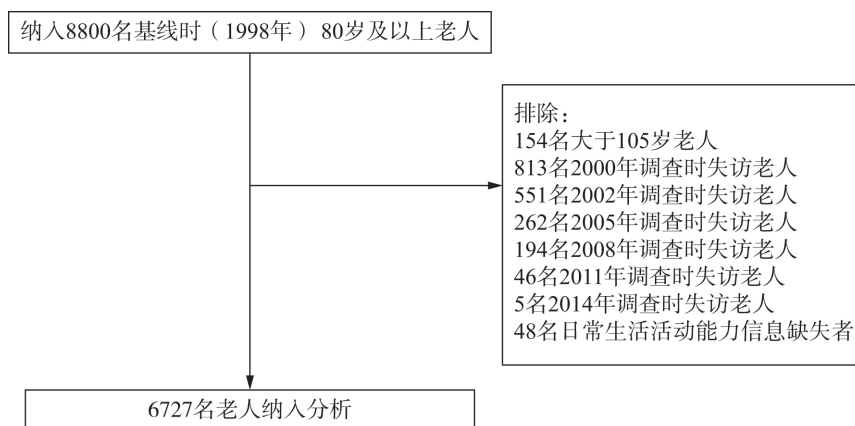 纳入8800名基线时（1998年） 80岁及以上老人
排除：
154名大于105岁老人
813名2000年调查时失访老人
551名2002年调查时失访老人
262名2005年调查时失访老人
194名2008年调查时失访老人
46名2011年调查时失访老人
5名2014年调查时失访老人
48名日常生活活动能力信息缺失者
6727名老人纳入分析